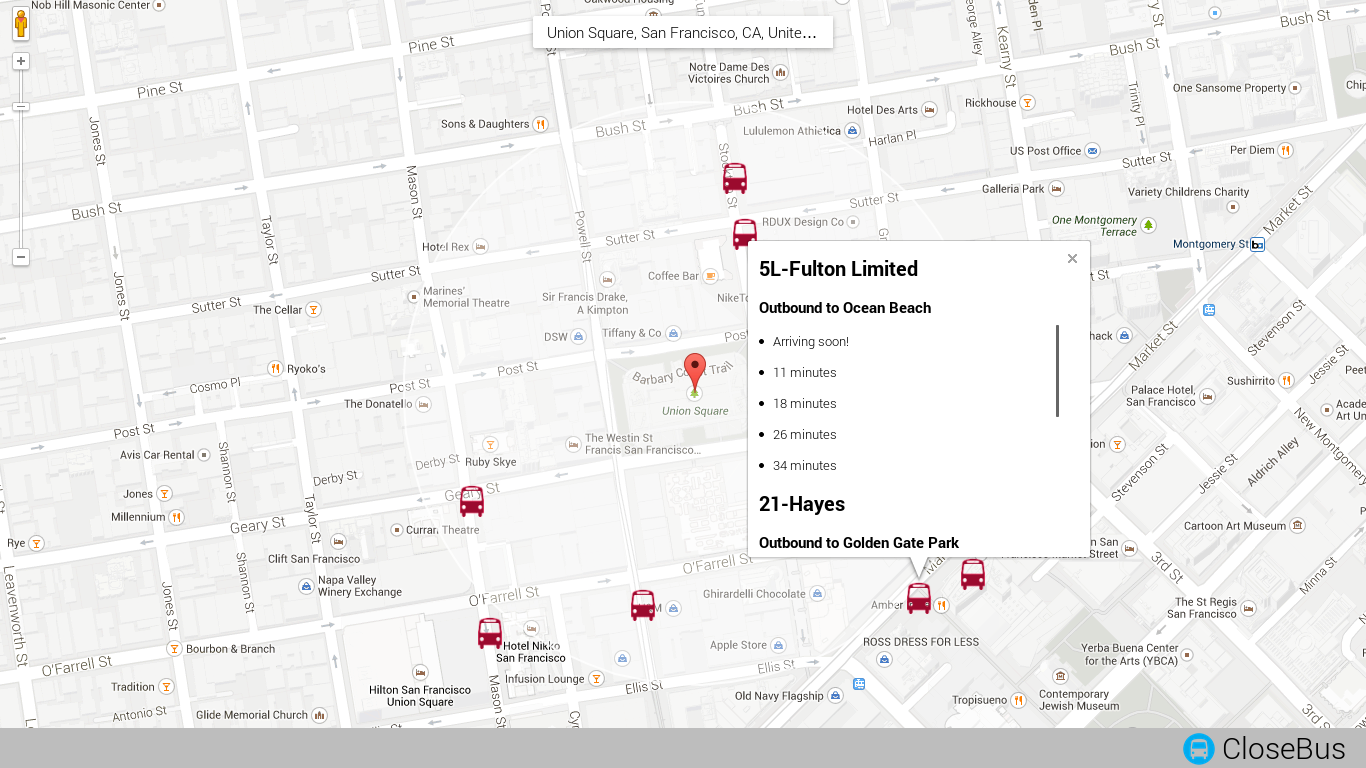 Nob Hill Masonic Center
Oakwood Housing
Union Square, San Francisco, CA, Unite...
Bush St
Pine St
Bush St
Kearny St
Notre Dame Des
Victoires Church
Pine St
One Sansome Property
Hotel Des Arts
Rickhouse
Trinity Pl
Bush St
Sons & Daughters
Bush St
Lululemon Athletica
Harlan Pl
Jones St
US Post Office
Per Diem
Sutter St
Mason St
Galleria Park
Variety Childrens Charity
Market St
Bush St
Taylor St
Powell St
Sutter St
RDUX Design Co
One Montgomery
Terrace
Sutter St
Hotel Rex
Montgomery St
Coffee Bar
Sutter St
Jones St
Marines'
Memorial Theatre
Sir Francis Drake,
A Kimpton
Sutter St
The Cellar
Tiffany & Co
DSW
Post
Stevenson St
Market St
Jessie St
5L-Fulton Limited
×
Outbound to Ocean Beach
Arriving soon!
11 minutes
18 minutes
26 minutes
34 minutes
21-Hayes
Outbound to Golden Gate Park
Ryoko's
Cosmo Pl
Post St
Post St
Barbary Coast Trail
Union Square
Sushirrito
Palace Hotel,
San Francisco
The Donatello
Post St
The Westin St
Francis San Francisco...
New Montgomery
Avis Car Rental
Shannon St
Derby St
Ruby Skye
Derby St
Stevenson St
Jessie St
Aldrich Alley
Jones
Geary St
Millennium
Taylor St
Geary St
Curran Theatre
Cartoon Art Museum
Rye
Clift San Francisco
Shannon St
3rd St
Minna St
O'Farrell St
Napa Valley
Winery Exchange
Leavenworth St
Jones St
O'Farrell St
Ghirardelli Chocolate
Amber
The St Regis
San Francisco
ROSS DRESS FOR LESS
Hotel Nikko
San Francisco
Apple Store
Yerba Buena Center
for the Arts (YBCA)
Bourbon & Branch
O'Farrell St
Ellis St
Infusion Lounge
Ellis St
Hilton San Francisco
Union Square
Mason St
Old Navy Flagship
Tradition
Contemporary
Jewish Museum
Tropisueno
Antonio St
Glide Memorial Church
3rd St
CloseBus